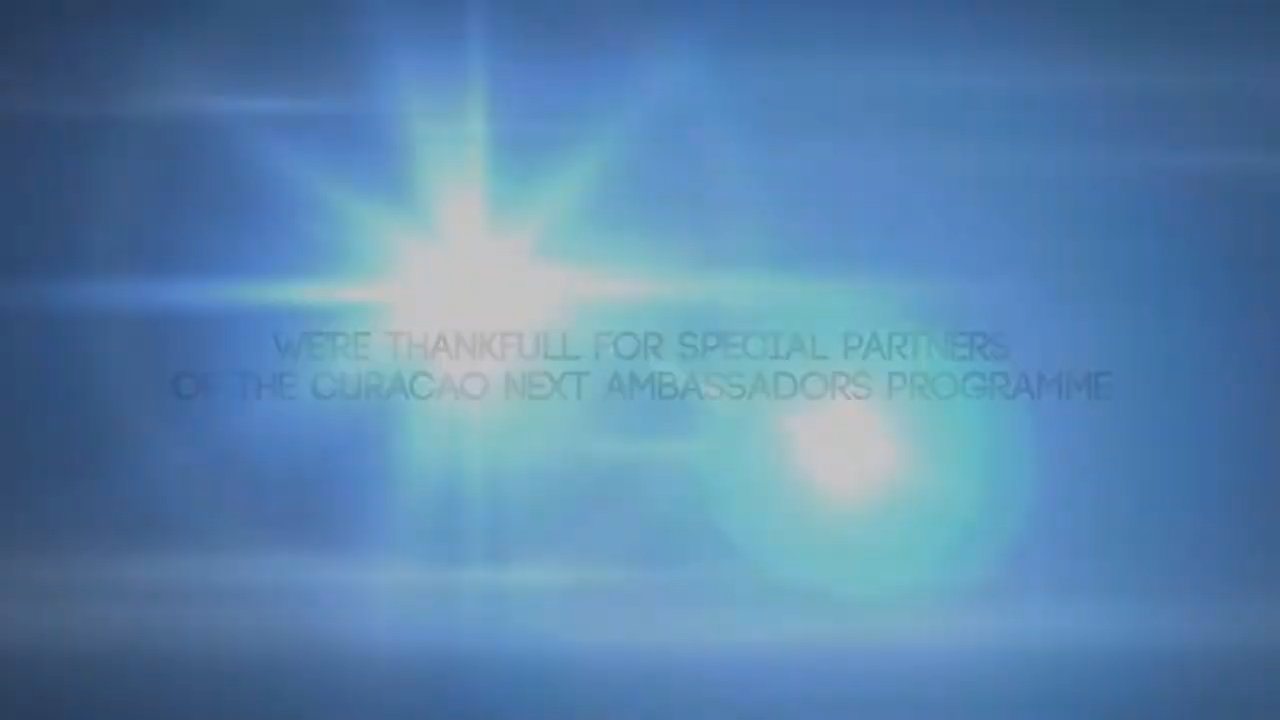 WE'RE THANKFULL FOR SPECIAL PARTNERS
OF THE CURACAO NEXT AMBASSADORS PROGRAMME